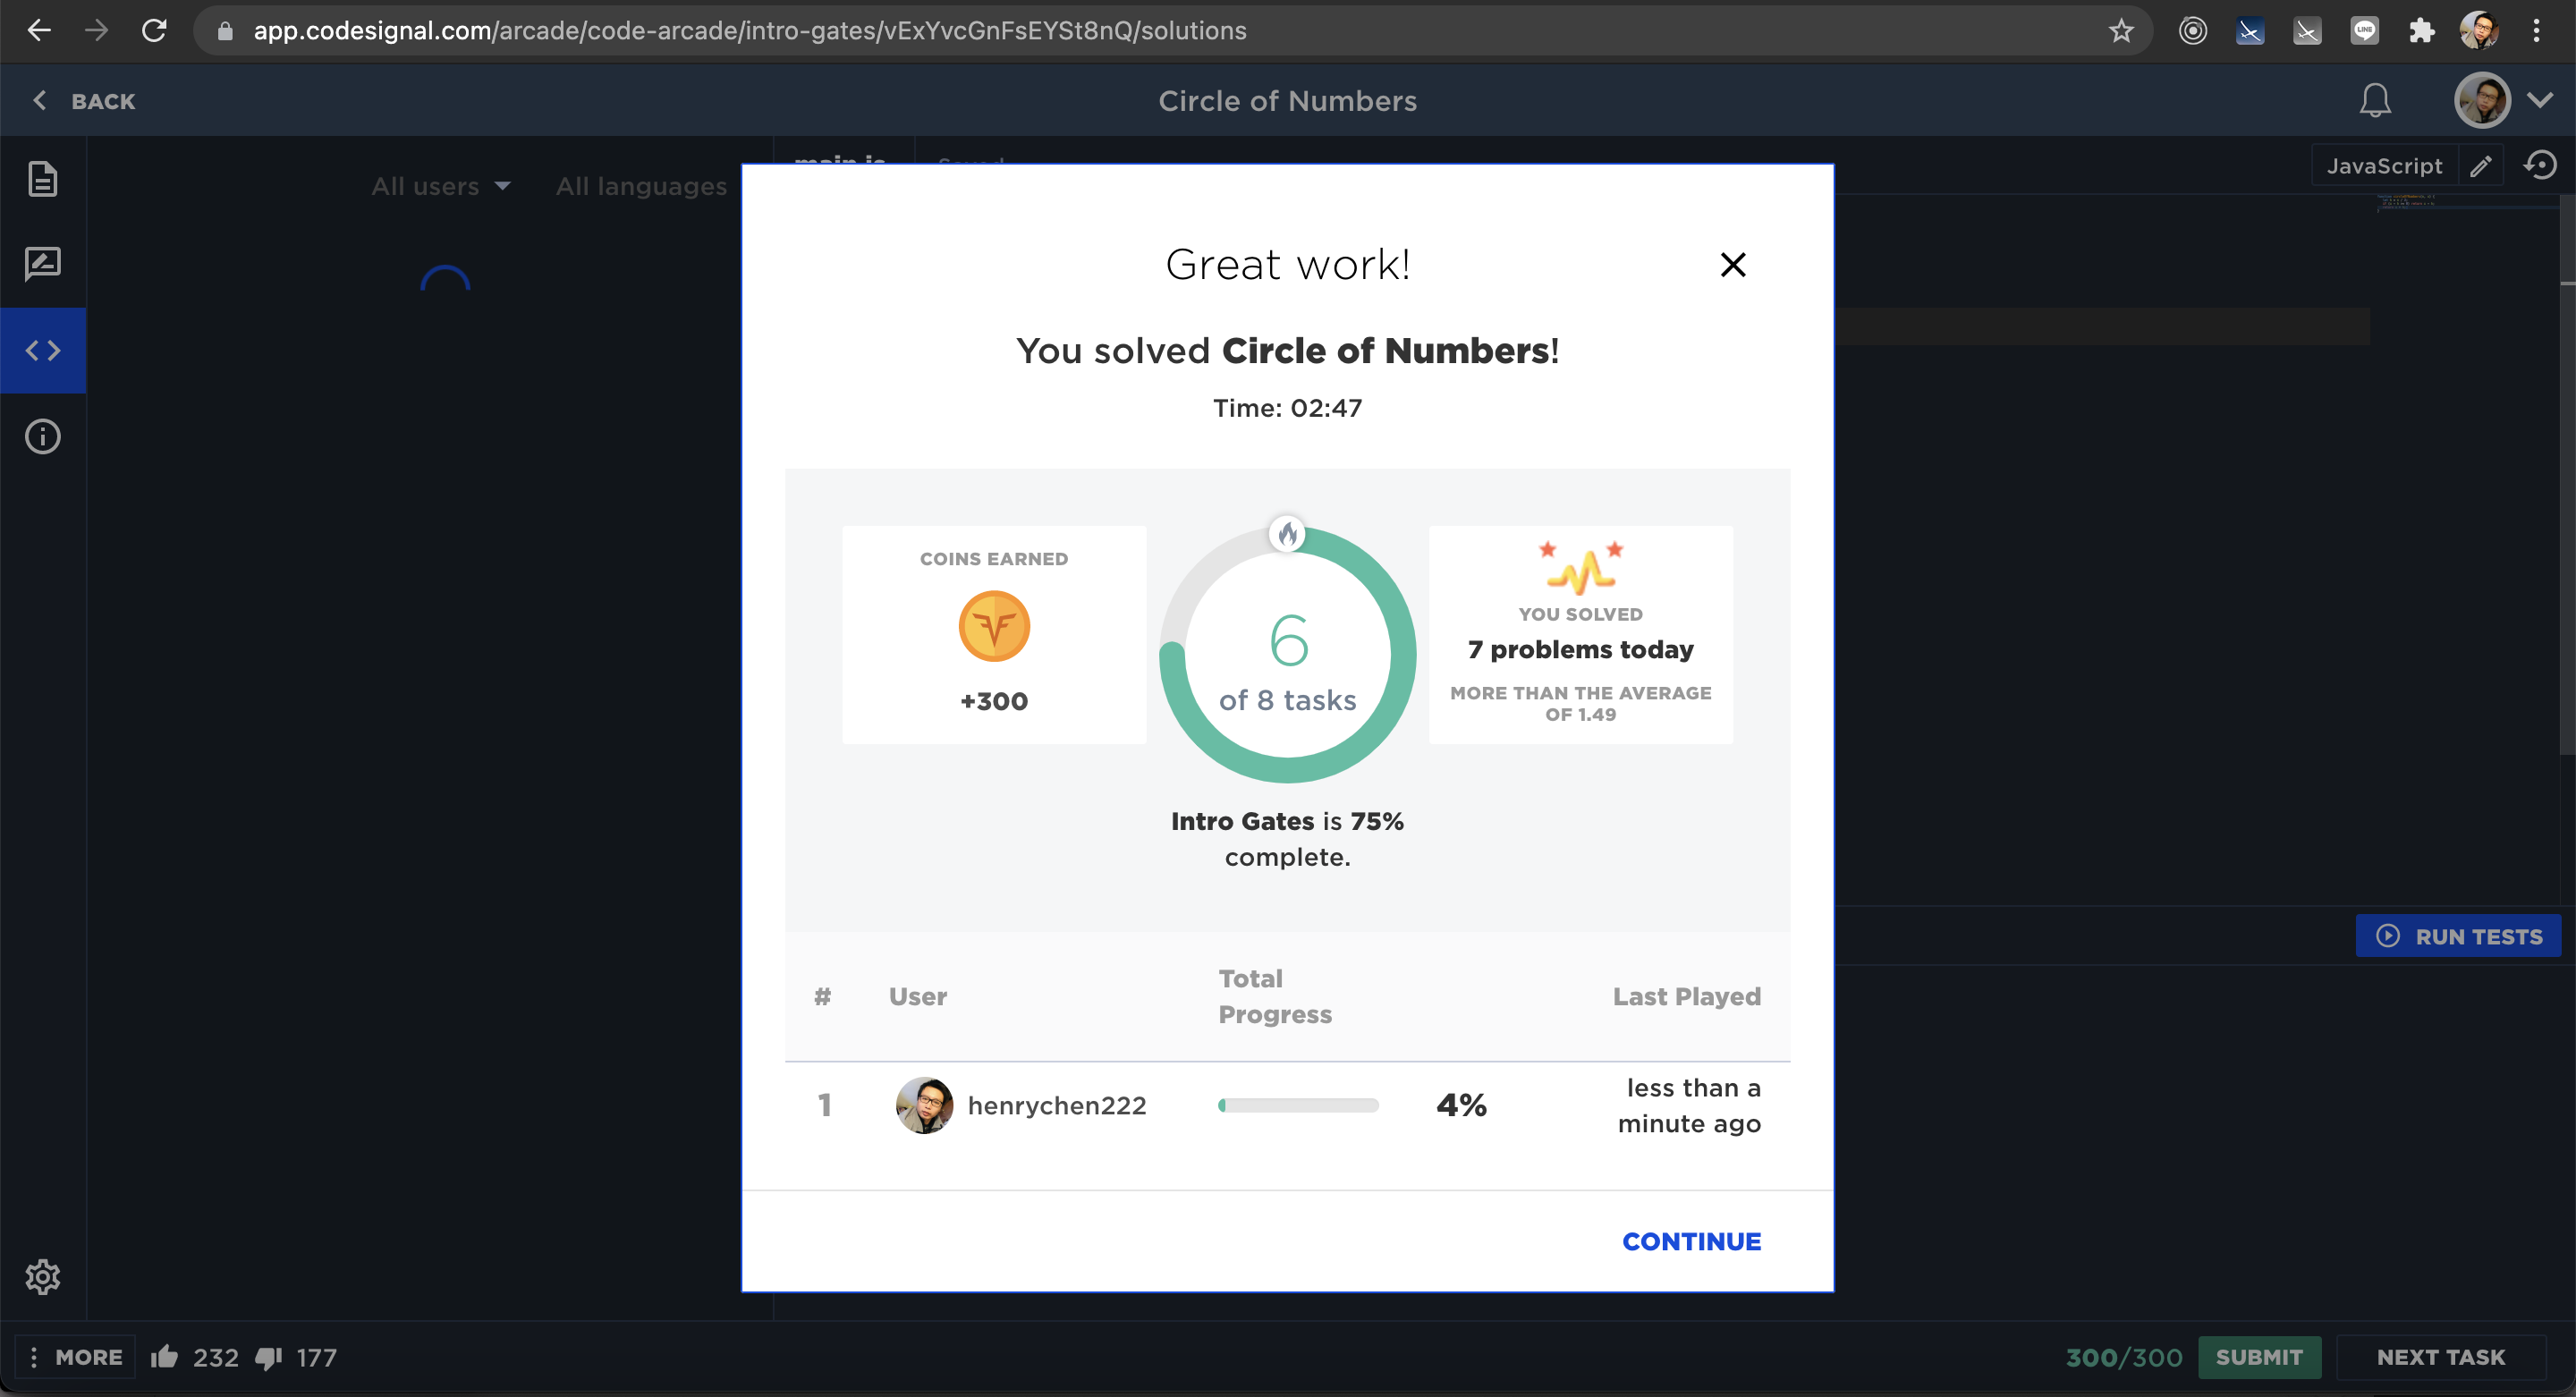 app.codesignal.com/arcade/code-arcade/intro-gates/vExYvcGnFsEYSt8nQ/solutions
BACK
Circle of Numbers
main.js
Saved
JavaScript
All users
All languages
Great work!
You solved Circle of Numbers!
Time: 02:47
COINS EARNED
+300
6
of 8 tasks
YOU SOLVED
7 problems today
MORE THAN THE AVERAGE
OF 1.49
Intro Gates is 75%
complete.
RUN TESTS
# User Total Progress Last Played
1 henrychen222 4% less than a
minute ago
CONTINUE
MORE 232 177
300/300 SUBMIT NEXT TASK